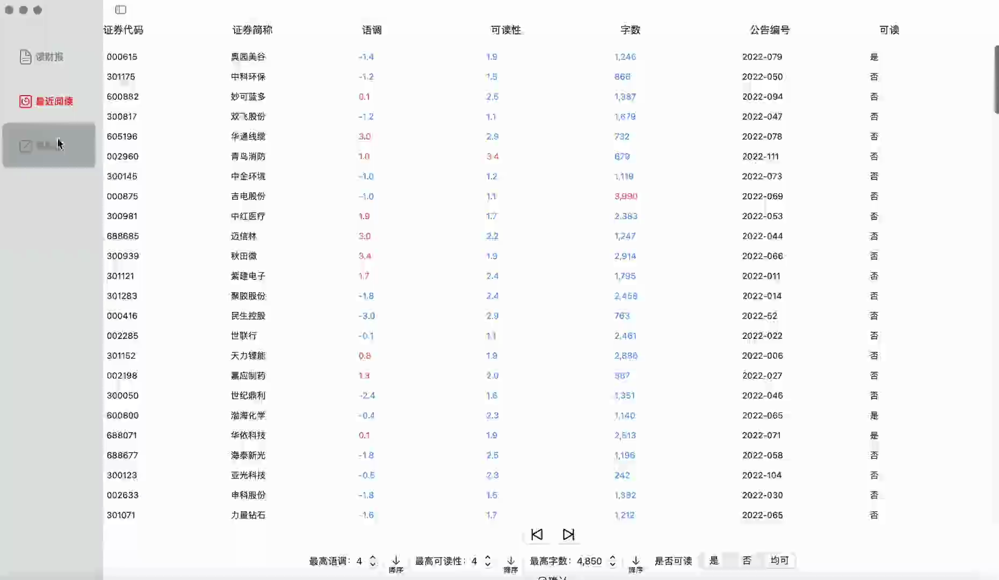 证券代码 证券简称 语调 可读性 字数 公告编号 可读
读财报
000615 奥园美谷 -1.4 1.9 1,246 2022-079 是
301175 中科环保 -1.2 1.5 866 2022-050 否
最近阅读
600882 妙可蓝多 0.1 2.5 1,387 2022-094 否
300817 双飞股份 -1.2 1.1 1,679 2022-047 否
605196 华通线缆 3.0 2.9 732 2022-078 否
002960 青鸟消防 1.0 3.4 679 2022-111 否
300145 中金环境 -1.0 1.2 1,119 2022-073 否
000875 吉电股份 -1.0 1.1 3,990 2022-069 否
300981 中红医疗 1.9 1.7 2,383 2022-053 否
688685 迈信林 3.0 2.2 1,247 2022-044 否
300939 秋田微 3.4 1.9 2,914 2022-066 否
301121 紫建电子 1.7 2.4 1,795 2022-011 否
301283 聚胶股份 -1.8 2.4 2,458 2022-014 否
000416 民生控股 -3.0 2.9 763 2022-52 否
002285 世联行 -0.1 1.1 2,461 2022-022 否
301152 天力锂能 0.8 1.9 2,886 2022-006 否
002198 嘉应制药 1.3 2.0 2022-027 否
300050 世纪鼎利 -2.4 1.6 1,351 2022-046 否
600800 渤海化学 -0.4 2.3 1,140 2022-065 是
688071 华依科技 0.1 1.9 2,513 2022-071 是
688677 海泰新光 -1.8 2.5 1,196 2022-058 否
300123 亚光科技 -0.5 2.3 242 2022-104 否
002633 申科股份 -1.8 1.5 1,382 2022-030 否
301071 力量钻石 -1.6 1.7 1,212 2022-065 否
最高语调: 4 降序 最高可读性: 4 降序 最高字数: 4,850 降序 是否可读 是 否 均可